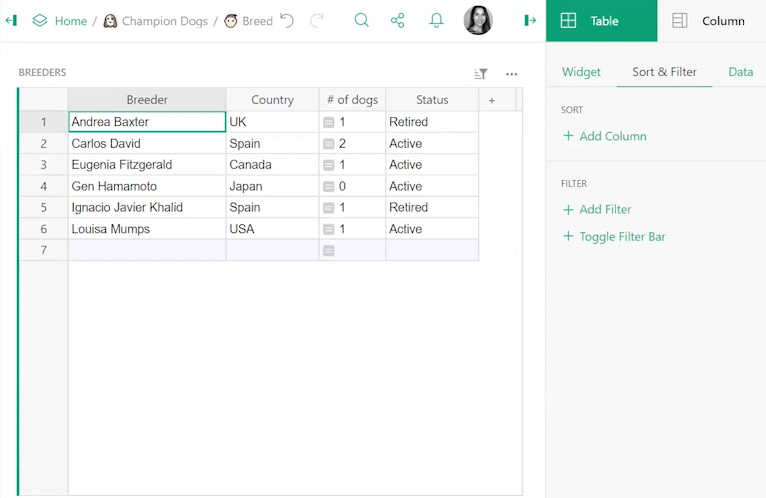 Home / Champion Dogs / Breed
Table
Column
Widget
Sort & Filter
Data
BREEDERS
Breeder Country # of dogs Status +
1 Andrea Baxter UK 1 Retired
2 Carlos David Spain 2 Active
3 Eugenia Fitzgerald Canada 1 Active
4 Gen Hamamoto Japan 0 Active
5 Ignacio Javier Khalid Spain 1 Retired
6 Louisa Mumps USA 1 Active
7
SORT
+ Add Column
FILTER
+ Add Filter
+ Toggle Filter Bar